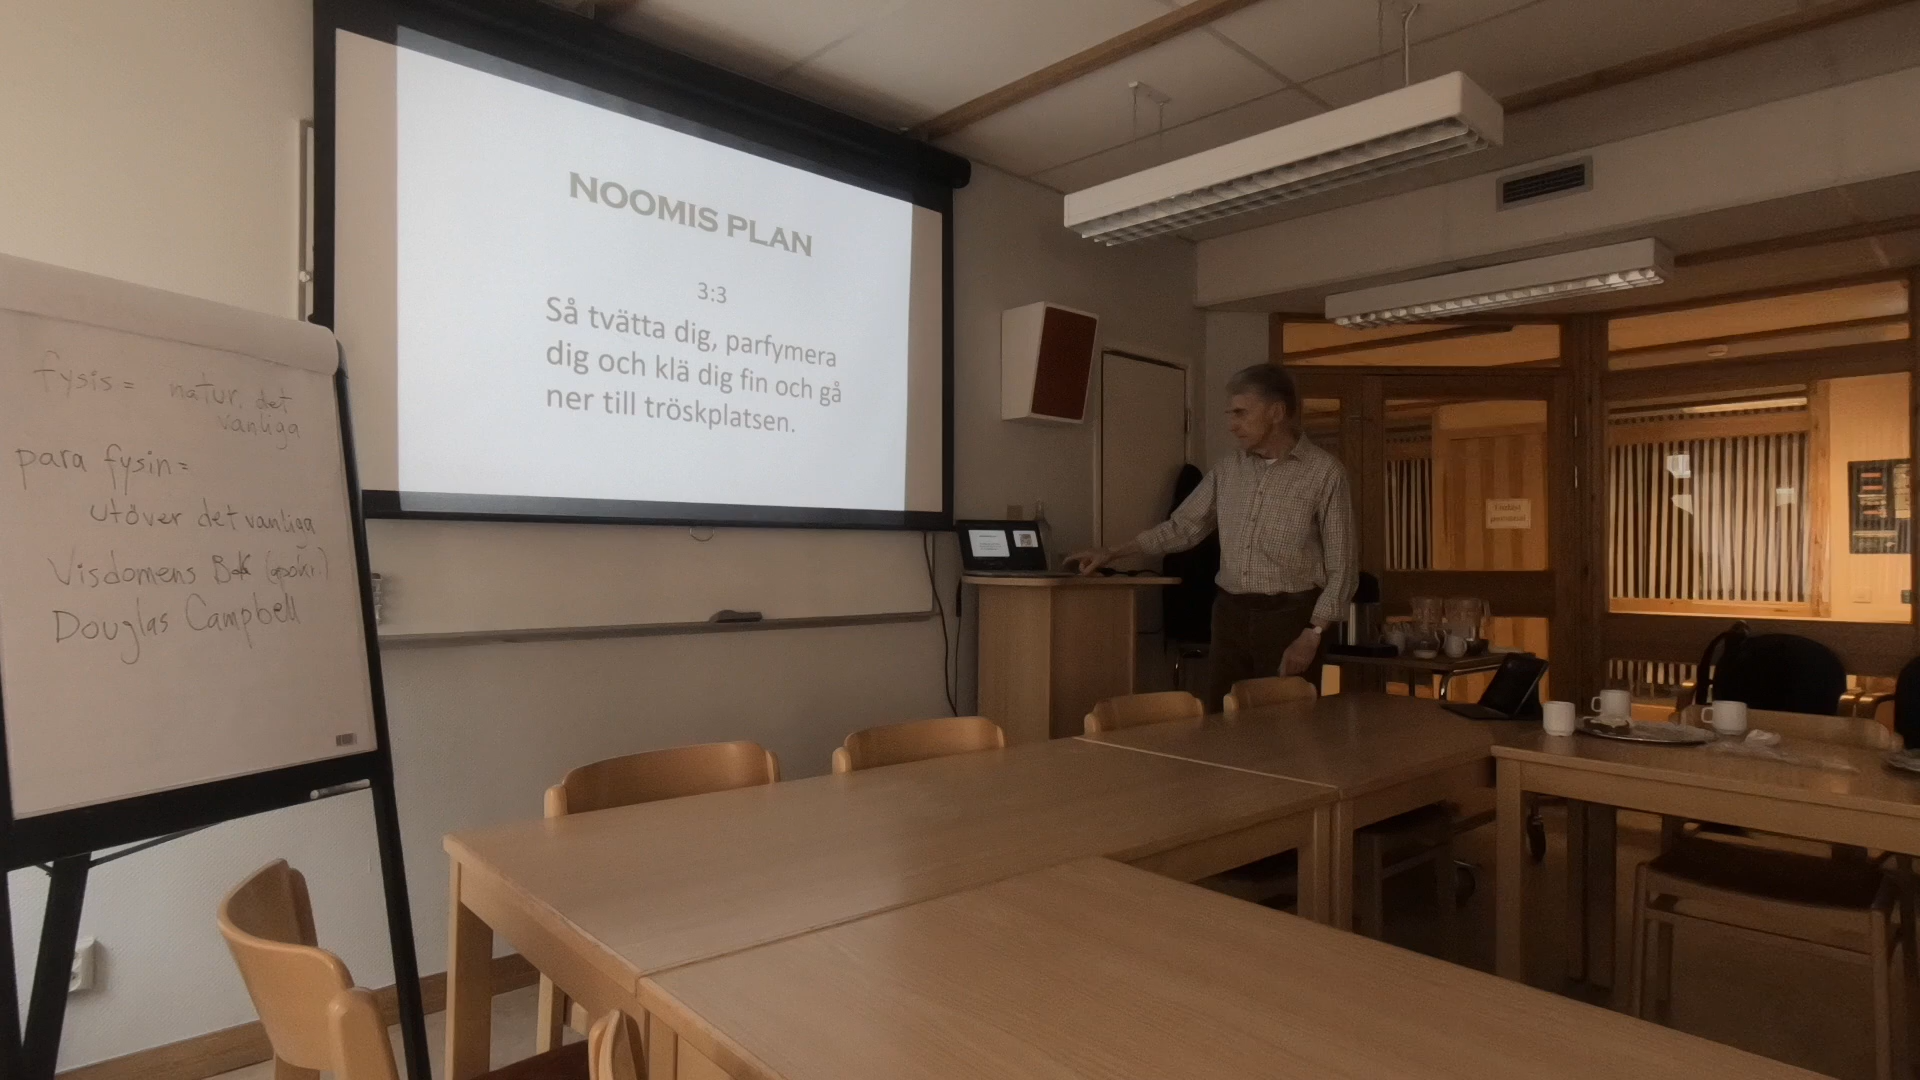 NOOMIS PLAN
3:3
Så tvätta dig, parfymera
dig och klä dig fin och gå
ner till tröskplatsen.
fysis = natur, det
vanliga
para fysin =
utöver det vanliga
Visdomens Bok (apokr.)
Douglas Campbell